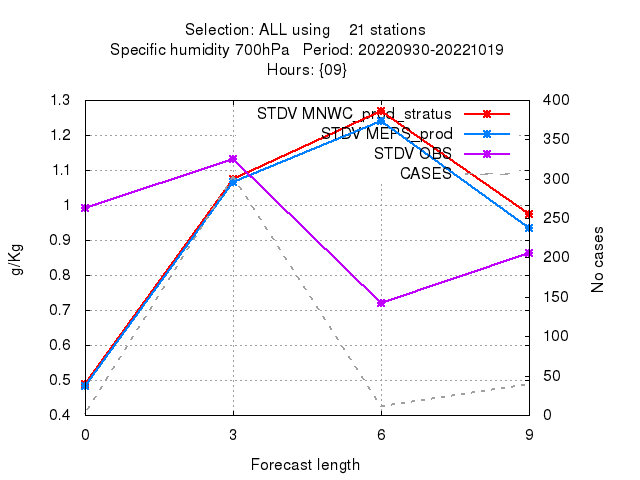 Selection: ALL using 21 stations
Specific humidity 700hPa Period: 20220930-20221019
Hours: {09}
STDV MNWC_prod_stratus
STDV MEPS_prod
STDV OBS
CASES
1.3
1.2
1.1
1
0.9
0.8
0.7
0.6
0.5
0.4
400
350
300
250
200
150
100
50
0
g/Kg
No cases
0 3 6 9
Forecast length